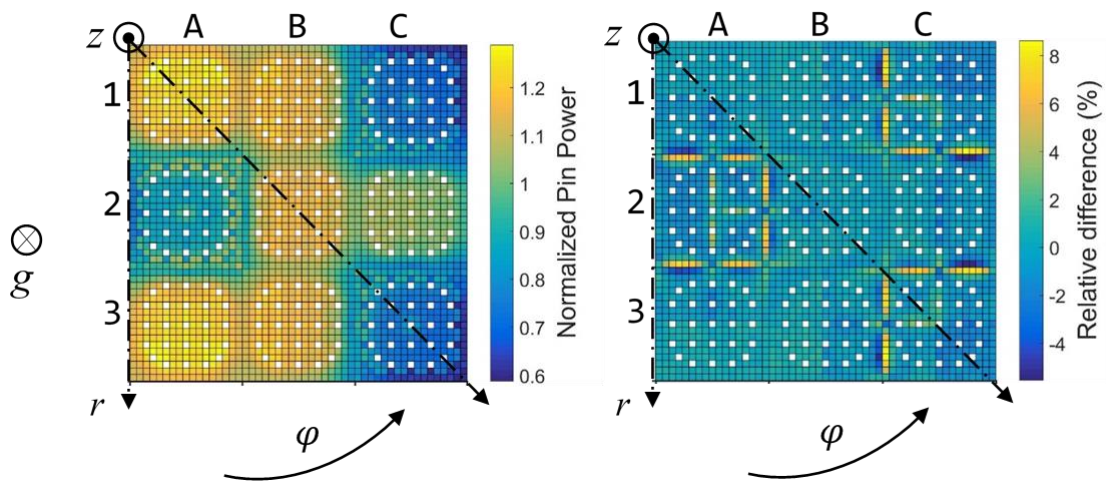 z A B C
1
2
3
r
φ
g
1.2
1.1
1
0.9
0.8
0.7
0.6
Normalized Pin Power
z A B C
1
2
3
r
φ
8
6
4
2
0
-2
-4
Relative difference (%)